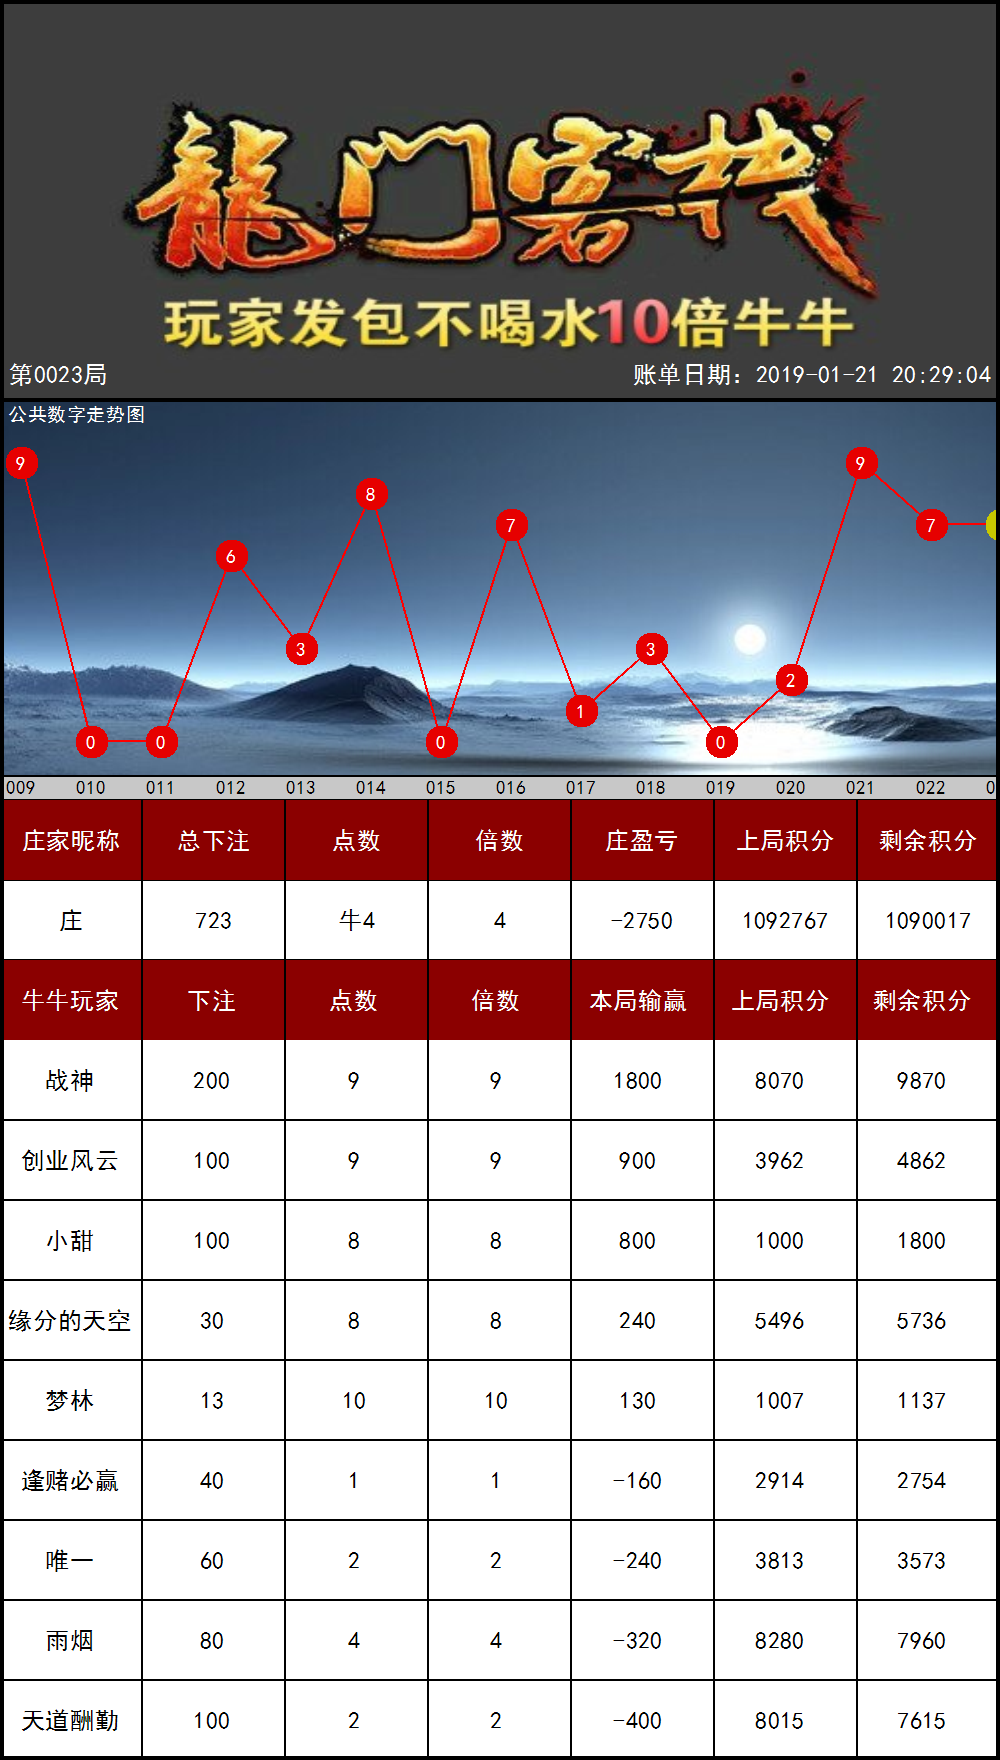 龍门客栈
玩家发包不喝水10倍牛牛
第0023局 账单日期：2019-01-21 20:29:04
公共数字走势图
9 0 0 6 3 8 0 7 1 3 0 2 9 7
009 010 011 012 013 014 015 016 017 018 019 020 021 022 0
庄家昵称 总下注 点数 倍数 庄盈亏 上局积分 剩余积分
庄 723 牛4 4 -2750 1092767 1090017
牛牛玩家 下注 点数 倍数 本局输赢 上局积分 剩余积分
战神 200 9 9 1800 8070 9870
创业风云 100 9 9 900 3962 4862
小甜 100 8 8 800 1000 1800
缘分的天空 30 8 8 240 5496 5736
梦林 13 10 10 130 1007 1137
逢赌必赢 40 1 1 -160 2914 2754
唯一 60 2 2 -240 3813 3573
雨烟 80 4 4 -320 8280 7960
天道酬勤 100 2 2 -400 8015 7615